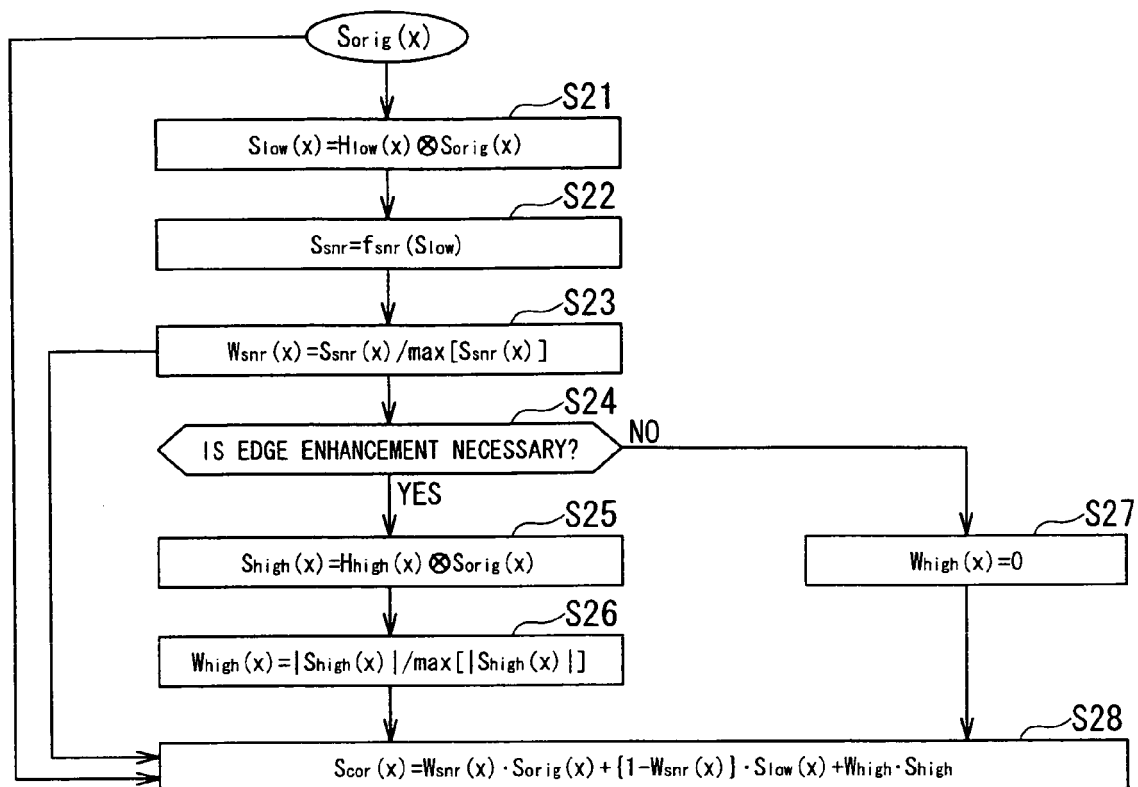 Sorig(x)
S21
Slow(x)=Hlow(x)⊗Sorig(x)
S22
Ssnr=fsnr(Slow)
S23
Wsnr(x)=Ssnr(x)/max[Ssnr(x)]
S24
IS EDGE ENHANCEMENT NECESSARY?
NO
YES
S25
Shigh(x)=Hhigh(x)⊗Sorig(x)
S27
Whigh(x)=0
S26
Whigh(x)=|Shigh(x)|/max[|Shigh(x)|]
S28
Scor(x)=Wsnr(x)·Sorig(x)+{1-Wsnr(x)}·Slow(x)+Whigh·Shigh